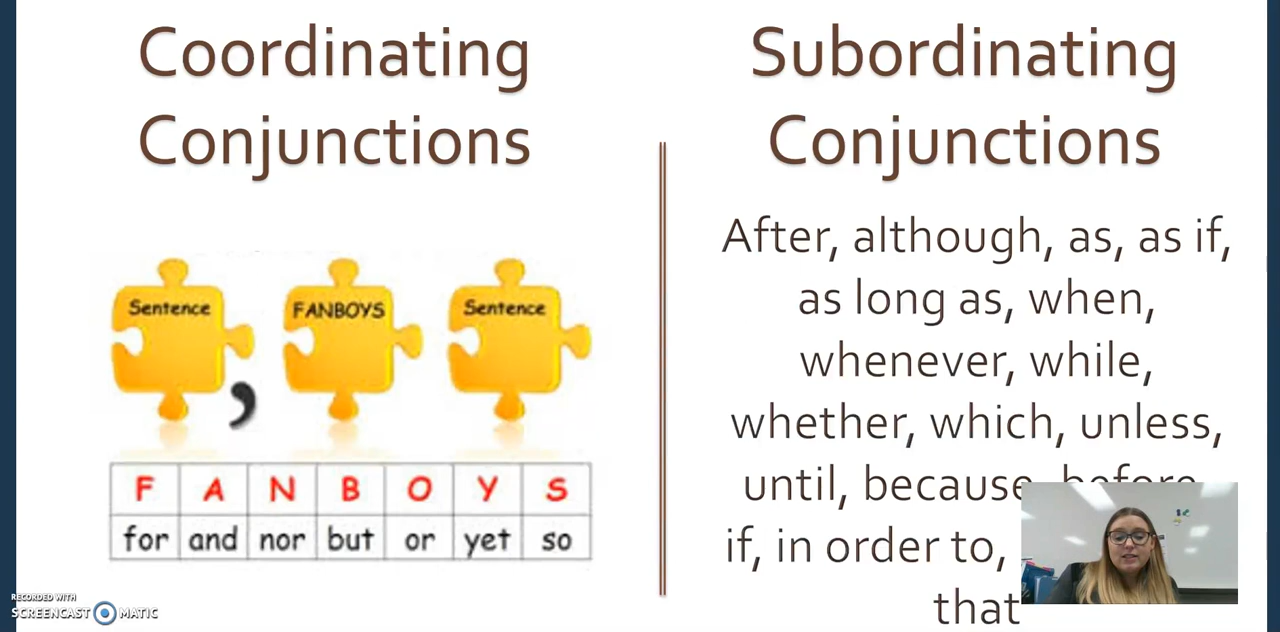 Coordinating
Conjunctions
Sentence
,
FANBOYS
Sentence
F A N B O Y S
for and nor but or yet so
Subordinating
Conjunctions
After, although, as, as if,
as long as, when,
whenever, while,
whether, which, unless,
until, because, before
if, in order to,
that
RECORDED WITH
SCREENCAST MATIC